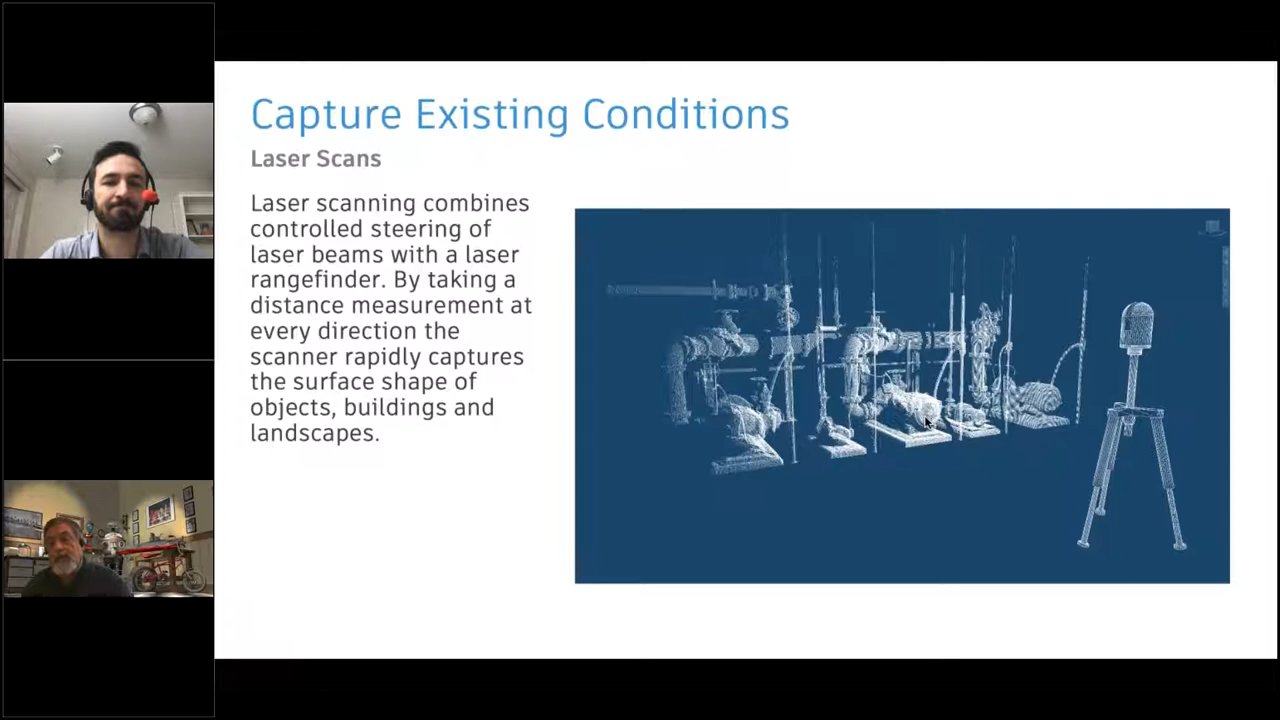 Capture Existing Conditions
Laser Scans
Laser scanning combines
controlled steering of
laser beams with a laser
rangefinder. By taking a
distance measurement at
every direction the
scanner rapidly captures
the surface shape of
objects, buildings and
landscapes.